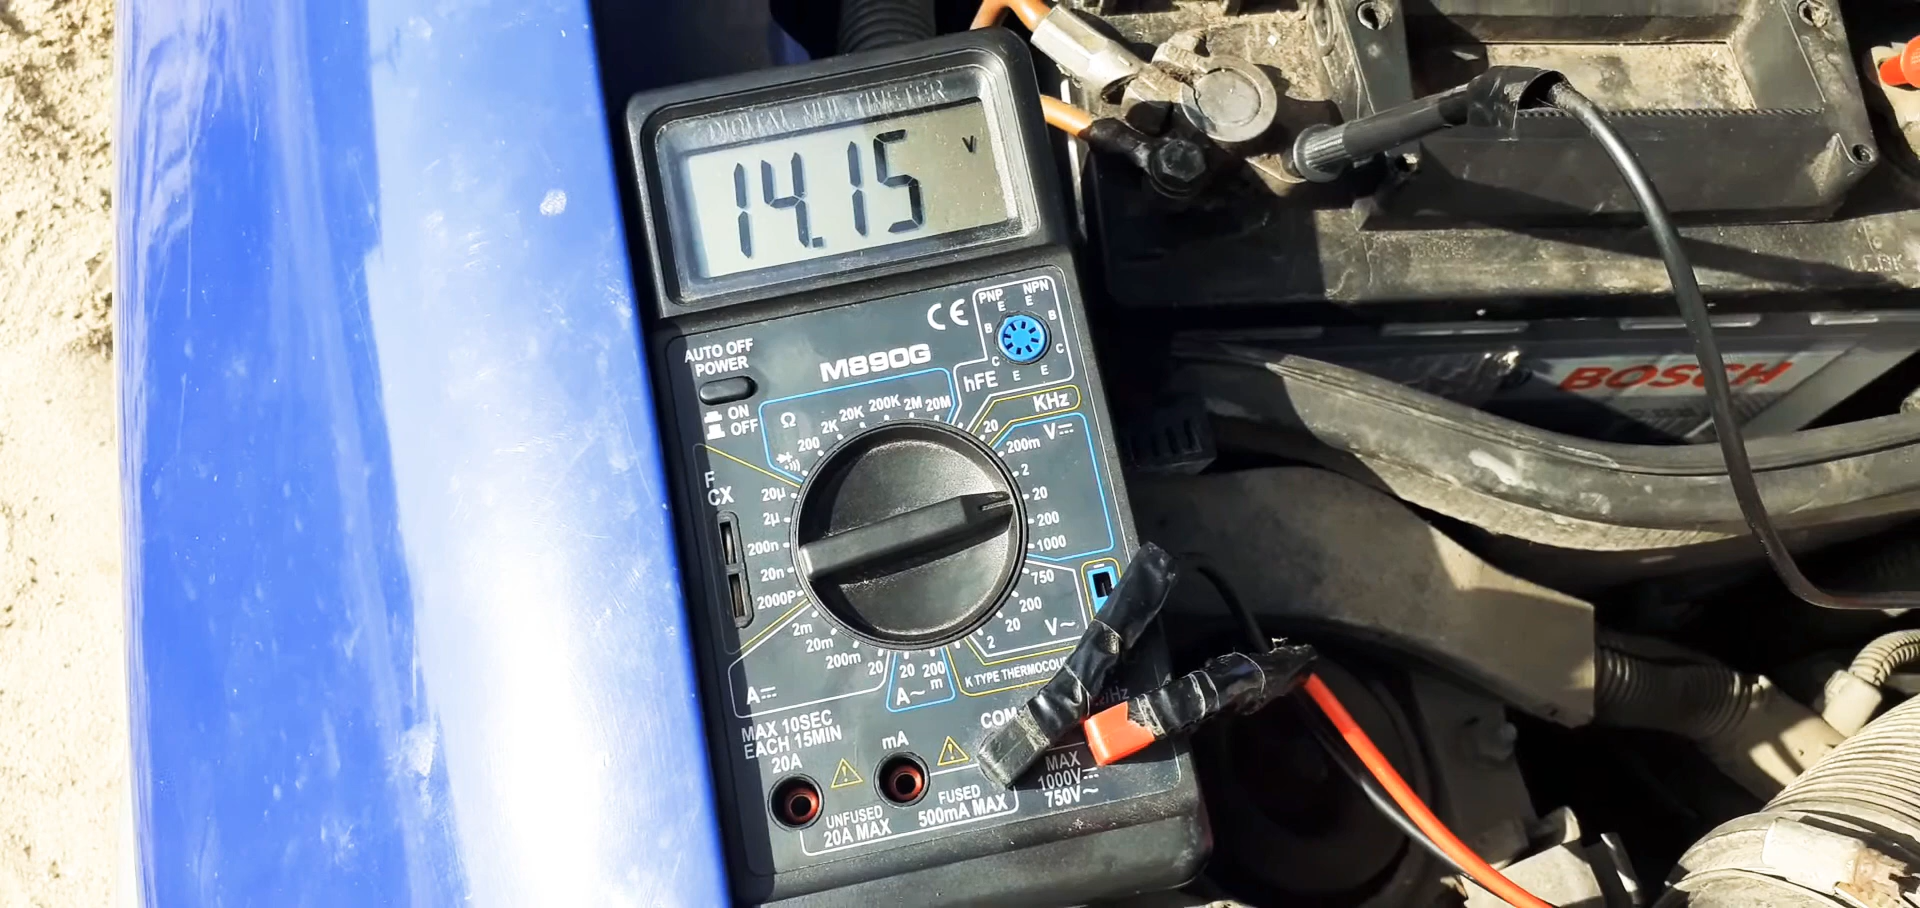 DIGITAL MULTIMETER
14.15 V
CE
PNP NPN
E E
B B
C C
E E
hFE
AUTO OFF
POWER
M890G
ON
OFF
Ω
200
2K
20K
200K
2M
20M
KHz
20
V
200m
2
20
200
1000
750
200
20
2
V~
F
CX
20µ
2µ
200n
20n
2000P
2m
20m
200m
20
A
20
200
m
A~
K TYPE THERMOCOU
MAX 10SEC
EACH 15MIN
20A
mA
COM
/Hz
UNFUSED
20A MAX
FUSED
500mA MAX
MAX
1000V
750V~
BOSCH